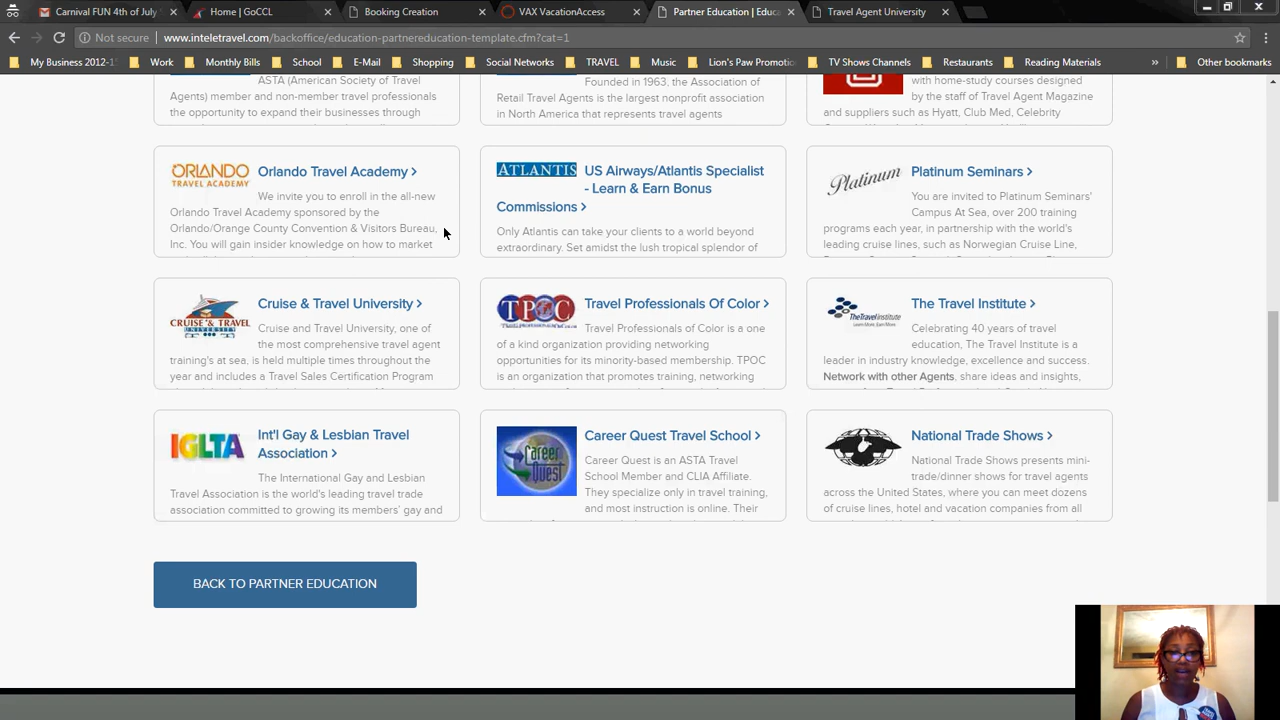 Carnival FUN 4th of July
Home | GoCCL
Booking Creation
VAX VacationAccess
Partner Education | Educa
Travel Agent University
Not secure
www.inteletravel.com/backoffice/education-partnereducation-template.cfm?cat=1
My Business 2012-1
Work
Monthly Bills
School
E-Mail
Shopping
Social Networks
TRAVEL
Music
Lion's Paw Promotio
TV Shows Channels
Restaurants
Reading Materials
»
Other bookmarks
ASTA (American Society of Travel
Agents) member and non-member travel professionals
the opportunity to expand their businesses through
Founded in 1963, the Association of
Retail Travel Agents is the largest nonprofit association
in North America that represents travel agents
with home-study courses designed
by the staff of Travel Agent Magazine
and suppliers such as Hyatt, Club Med, Celebrity
ORLANDO
TRAVEL ACADEMY
Orlando Travel Academy >
We invite you to enroll in the all-new
Orlando Travel Academy sponsored by the
Orlando/Orange County Convention & Visitors Bureau,
Inc. You will gain insider knowledge on how to market
ATLANTIS
US Airways/Atlantis Specialist
- Learn & Earn Bonus
Commissions >
Only Atlantis can take your clients to a world beyond
extraordinary. Set amidst the lush tropical splendor of
Platinum
Platinum Seminars >
You are invited to Platinum Seminars'
Campus At Sea, over 200 training
programs each year, in partnership with the world's
leading cruise lines, such as Norwegian Cruise Line,
CRUISE & TRAVEL
UNIVERSITY
Cruise & Travel University >
Cruise and Travel University, one of
the most comprehensive travel agent
training's at sea, is held multiple times throughout the
year and includes a Travel Sales Certification Program
TPOC
Travel Professionals Of Color >
Travel Professionals of Color is a one
of a kind organization providing networking
opportunities for its minority-based membership. TPOC
is an organization that promotes training, networking
TheTravelInstitute
Learn More, Earn More.
The Travel Institute >
Celebrating 40 years of travel
education, The Travel Institute is a
leader in industry knowledge, excellence and success.
Network with other Agents, share ideas and insights,
IGLTA
Int'l Gay & Lesbian Travel
Association >
The International Gay and Lesbian
Travel Association is the world's leading travel trade
association committed to growing its members' gay and
Career
Quest
Career Quest Travel School >
Career Quest is an ASTA Travel
School Member and CLIA Affiliate.
They specialize only in travel training,
and most instruction is online. Their
National Trade Shows >
National Trade Shows presents mini-
trade/dinner shows for travel agents
across the United States, where you can meet dozens
of cruise lines, hotel and vacation companies from all
BACK TO PARTNER EDUCATION